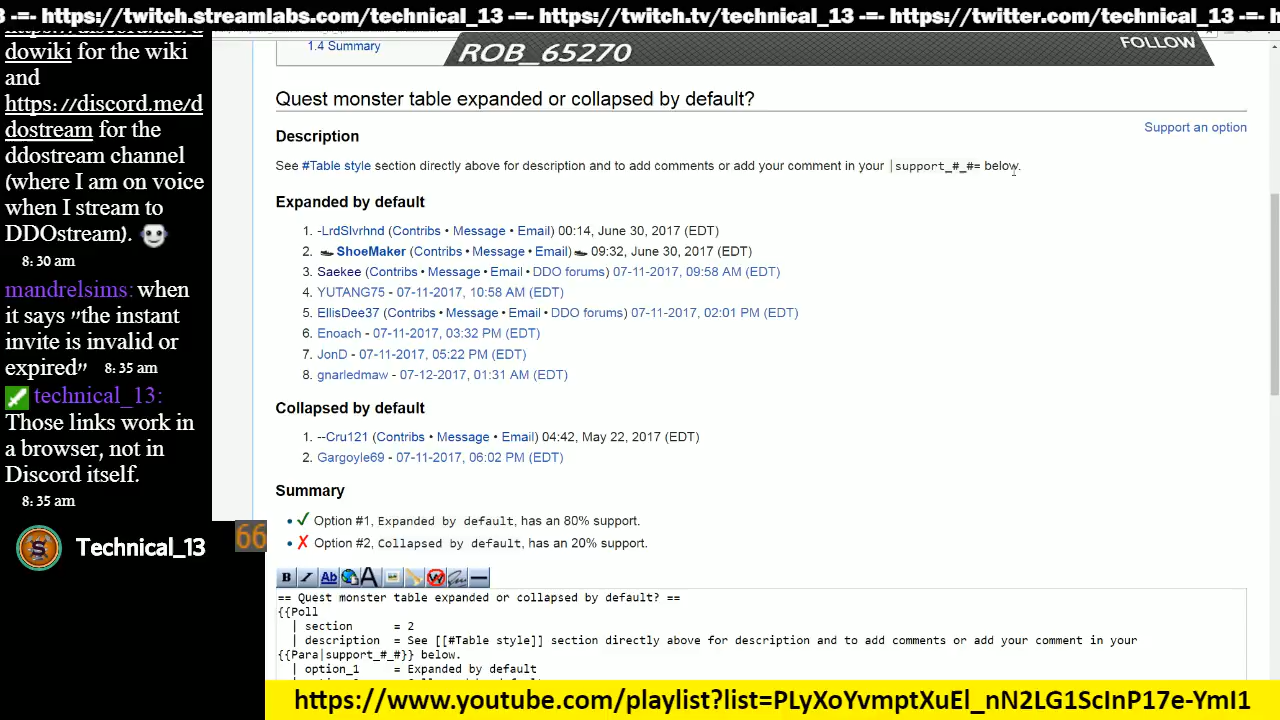 3 -=- https://twitch.streamlabs.com/technical_13 -=- https://twitch.tv/technical_13 -=- https://twitter.com/technical_13 -=- h
https://discord.me/d
dowiki for the wiki
and
https://discord.me/d
dostream for the
ddostream channel
(where I am on voice
when I stream to
DDOstream).
8:30 am
mandrelsims: when
it says "the instant
invite is invalid or
expired" 8:35 am
technical_13:
Those links work in
a browser, not in
Discord itself.
8:35 am
Technical_13
66
1.4 Summary
ROB_65270
FOLLOW
Quest monster table expanded or collapsed by default?
Support an option
Description
See #Table style section directly above for description and to add comments or add your comment in your |support_#_#= below.
Expanded by default
1. -LrdSlvrhnd (Contribs • Message • Email) 00:14, June 30, 2017 (EDT)
2. ShoeMaker (Contribs • Message • Email) 09:32, June 30, 2017 (EDT)
3. Saekee (Contribs • Message • Email • DDO forums) 07-11-2017, 09:58 AM (EDT)
4. YUTANG75 - 07-11-2017, 10:58 AM (EDT)
5. EllisDee37 (Contribs • Message • Email • DDO forums) 07-11-2017, 02:01 PM (EDT)
6. Enoach - 07-11-2017, 03:32 PM (EDT)
7. JonD - 07-11-2017, 05:22 PM (EDT)
8. gnarledmaw - 07-12-2017, 01:31 AM (EDT)
Collapsed by default
1. --Cru121 (Contribs • Message • Email) 04:42, May 22, 2017 (EDT)
2. Gargoyle69 - 07-11-2017, 06:02 PM (EDT)
Summary
• ✓ Option #1, Expanded by default, has an 80% support.
• ✗ Option #2, Collapsed by default, has an 20% support.
B I Ab A W
== Quest monster table expanded or collapsed by default? ==
{{Poll
| section = 2
| description = See [[#Table style]] section directly above for description and to add comments or add your comment in your
{{Para|support_#_#}} below.
| option_1 = Expanded by default
https://www.youtube.com/playlist?list=PLyXoYvmptXuEl_nN2LG1ScInP17e-YmI1